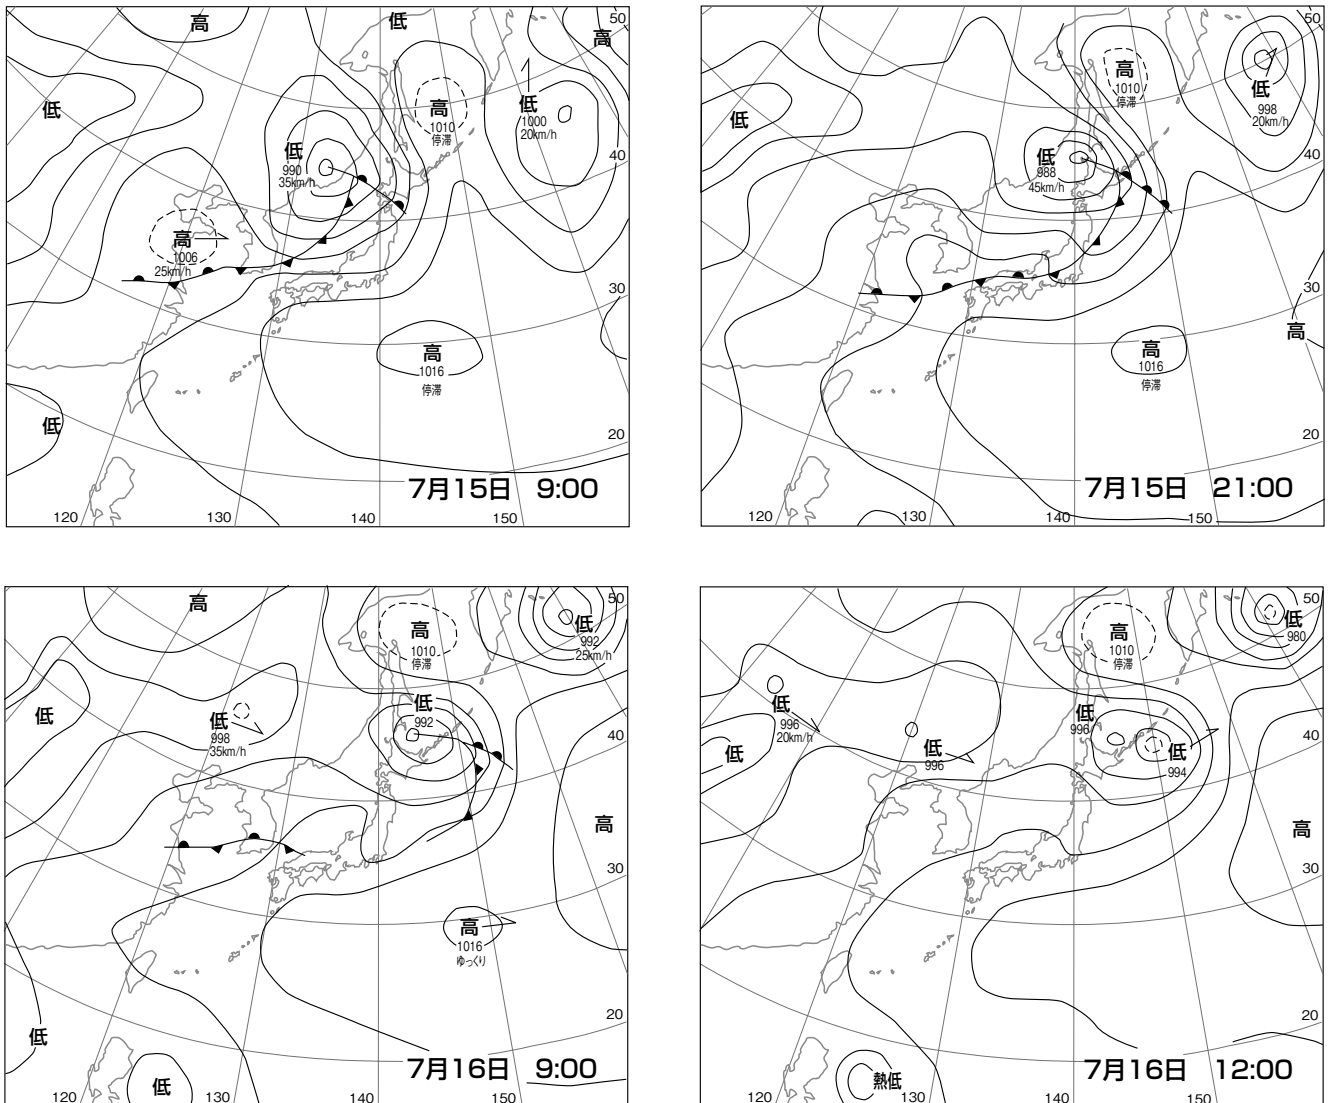 高
低
50
高
低
高
1010
停滞
低
1000
20km/h
40
低
990
35km/h
高
1006
25km/h
30
高
1016
停滞
低
20
7月15日 9:00
120
130
140
150
50
高
1010
停滞
低
998
20km/h
低
40
低
988
45km/h
30
高
高
1016
停滞
20
7月15日 21:00
120
130
140
150
高
50
高
1010
停滞
低
992
25km/h
低
低
998
35km/h
低
992
40
高
30
高
1016
ゆっくり
20
低
7月16日 9:00
低
120
130
140
150
50
高
1010
停滞
低
980
低
996
20km/h
低
996
低
低
996
低
994
40
高
30
20
7月16日 12:00
熱低
120
130
140
150